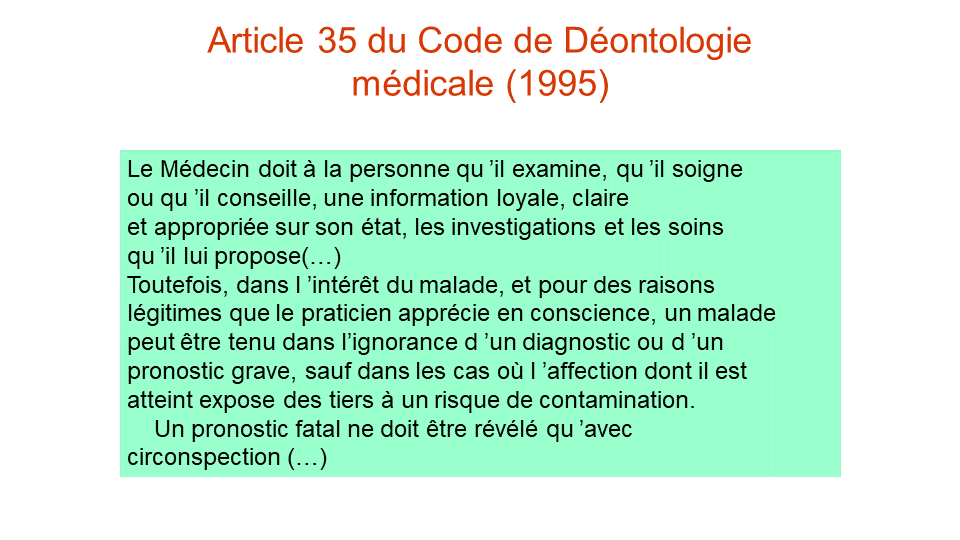 Article 35 du Code de Déontologie
médicale (1995)
Le Médecin doit à la personne qu ’il examine, qu ’il soigne
ou qu ’il conseille, une information loyale, claire
et appropriée sur son état, les investigations et les soins
qu ’il lui propose(…)
Toutefois, dans l ’intérêt du malade, et pour des raisons
légitimes que le praticien apprécie en conscience, un malade
peut être tenu dans l’ignorance d ’un diagnostic ou d ’un
pronostic grave, sauf dans les cas où l ’affection dont il est
atteint expose des tiers à un risque de contamination.
Un pronostic fatal ne doit être révélé qu ’avec
circonspection (…)